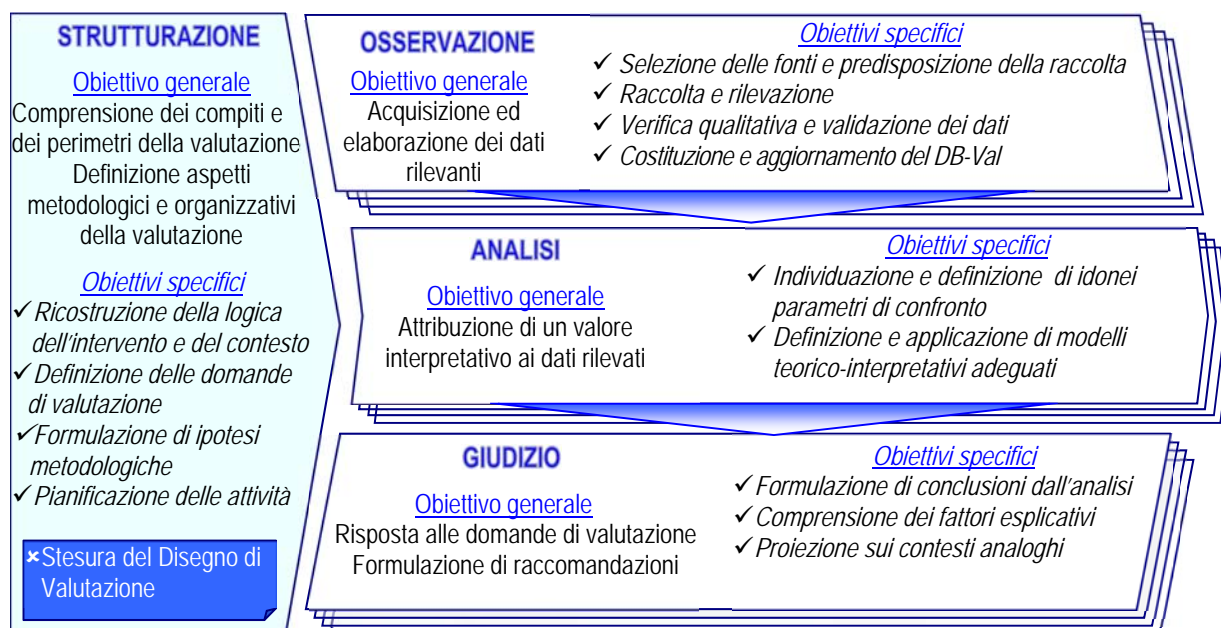 STRUTTURAZIONE
Obiettivo generale
Comprensione dei compiti e
dei perimetri della valutazione
Definizione aspetti
metodologici e organizzativi
della valutazione
Obiettivi specifici
✓ Ricostruzione della logica
dell'intervento e del contesto
✓ Definizione delle domande
di valutazione
✓ Formulazione di ipotesi
metodologiche
✓ Pianificazione delle attività
× Stesura del Disegno di
Valutazione
OSSERVAZIONE
Obiettivo generale
Acquisizione ed
elaborazione dei dati
rilevanti
Obiettivi specifici
✓ Selezione delle fonti e predisposizione della raccolta
✓ Raccolta e rilevazione
✓ Verifica qualitativa e validazione dei dati
✓ Costituzione e aggiornamento del DB-Val
ANALISI
Obiettivo generale
Attribuzione di un valore
interpretativo ai dati rilevati
Obiettivi specifici
✓ Individuazione e definizione di idonei
parametri di confronto
✓ Definizione e applicazione di modelli
teorico-interpretativi adeguati
GIUDIZIO
Obiettivo generale
Risposta alle domande di valutazione
Formulazione di raccomandazioni
Obiettivi specifici
✓ Formulazione di conclusioni dall'analisi
✓ Comprensione dei fattori esplicativi
✓ Proiezione sui contesti analoghi